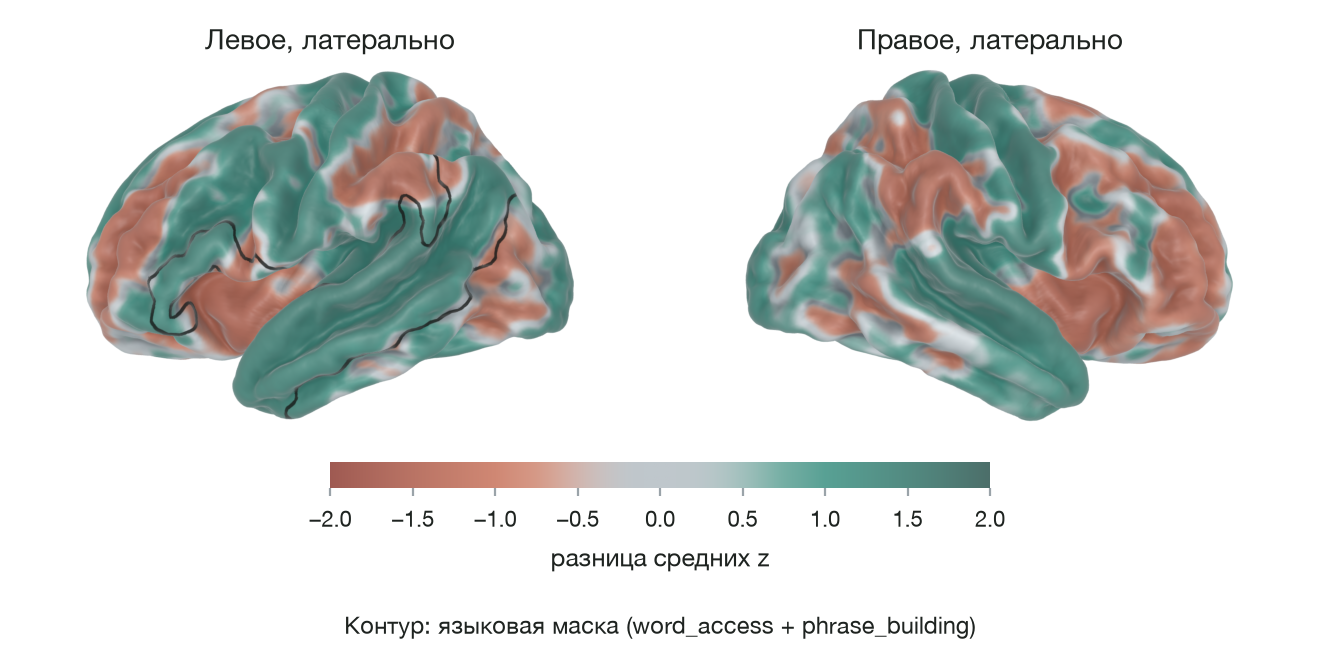 Левое, латерально
Правое, латерально
−2.0 −1.5 −1.0 −0.5 0.0 0.5 1.0 1.5 2.0
разница средних z
Контур: языковая маска (word_access + phrase_building)